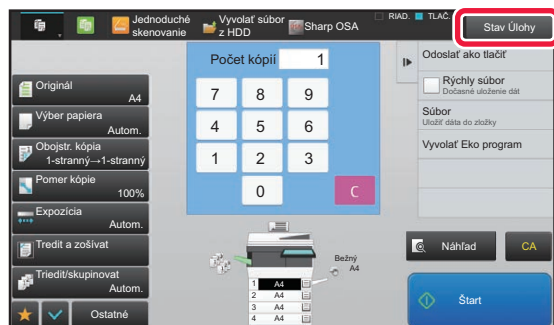 Jednoduché
skenovanie
Vyvolať súbor
z HDD
Sharp OSA
RIAD.
TLAČ.
Stav Úlohy
Originál
A4
Výber papiera
Autom.
Obojstr. kópia
1-stranný→1-stranný
Pomer kópie
100%
Expozícia
Autom.
Tredit a zošívat
Triedit/skupinovat
Autom.
Ostatné
Počet kópií
1
7 8 9
4 5 6
1 2 3
0 C
Bežný
A4
1 A4
2 A4
3 A4
4 A4
Odoslať ako tlačiť
Rýchly súbor
Dočasné uloženie dát
Súbor
Uložiť dáta do zložky
Vyvolať Eko program
Náhľad
CA
Štart